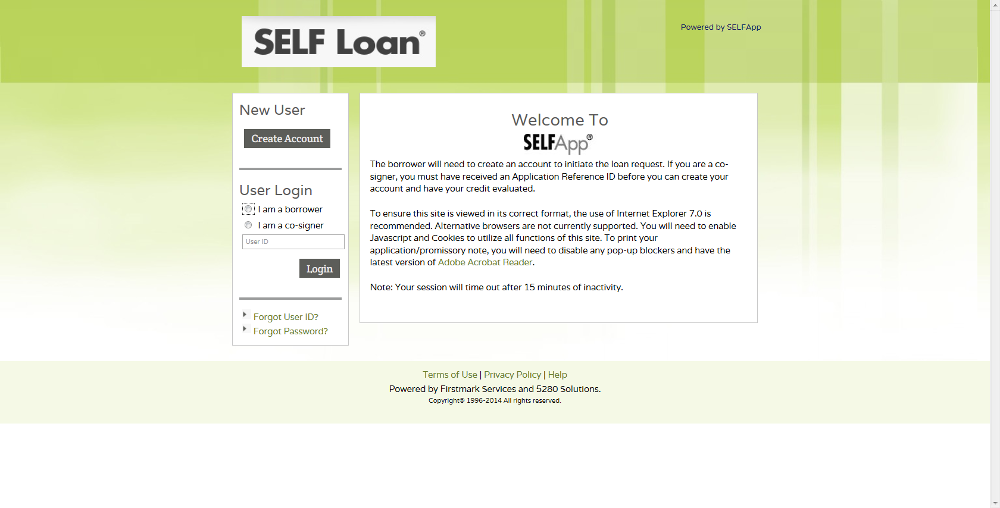 SELF Loan®
Powered by SELFApp
New User
Create Account
User Login
I am a borrower
I am a co-signer
User ID
Login
Forgot User ID?
Forgot Password?
Welcome To
SELFApp®
The borrower will need to create an account to initiate the loan request. If you are a co-
signer, you must have received an Application Reference ID before you can create your
account and have your credit evaluated.
To ensure this site is viewed in its correct format, the use of Internet Explorer 7.0 is
recommended. Alternative browsers are not currently supported. You will need to enable
Javascript and Cookies to utilize all functions of this site. To print your
application/promissory note, you will need to disable any pop-up blockers and have the
latest version of Adobe Acrobat Reader.
Note: Your session will time out after 15 minutes of inactivity.
Terms of Use | Privacy Policy | Help
Powered by Firstmark Services and 5280 Solutions.
Copyright© 1996-2014 All rights reserved.